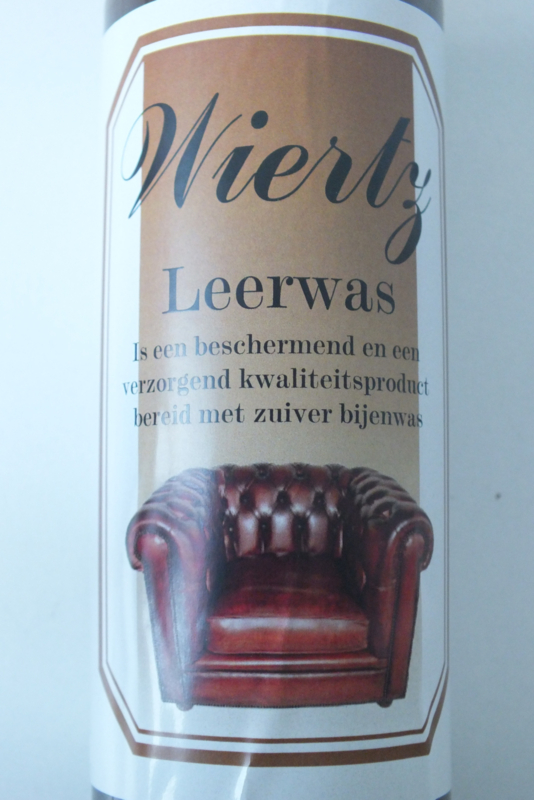 Wiertz
Leerwas
Is een beschermend en een
verzorgend kwaliteitsproduct
bereid met zuiver bijenwas